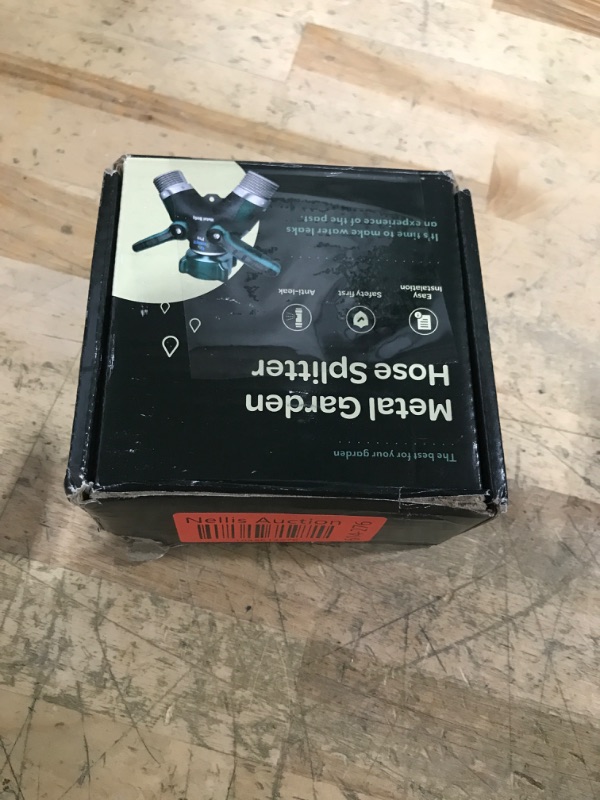 The best for your garden
Metal Garden
Hose Splitter
Easy
Instalation
Safety first
Anti-leak
It's time to make water leaks
an experience of the past.
Nellis Auction